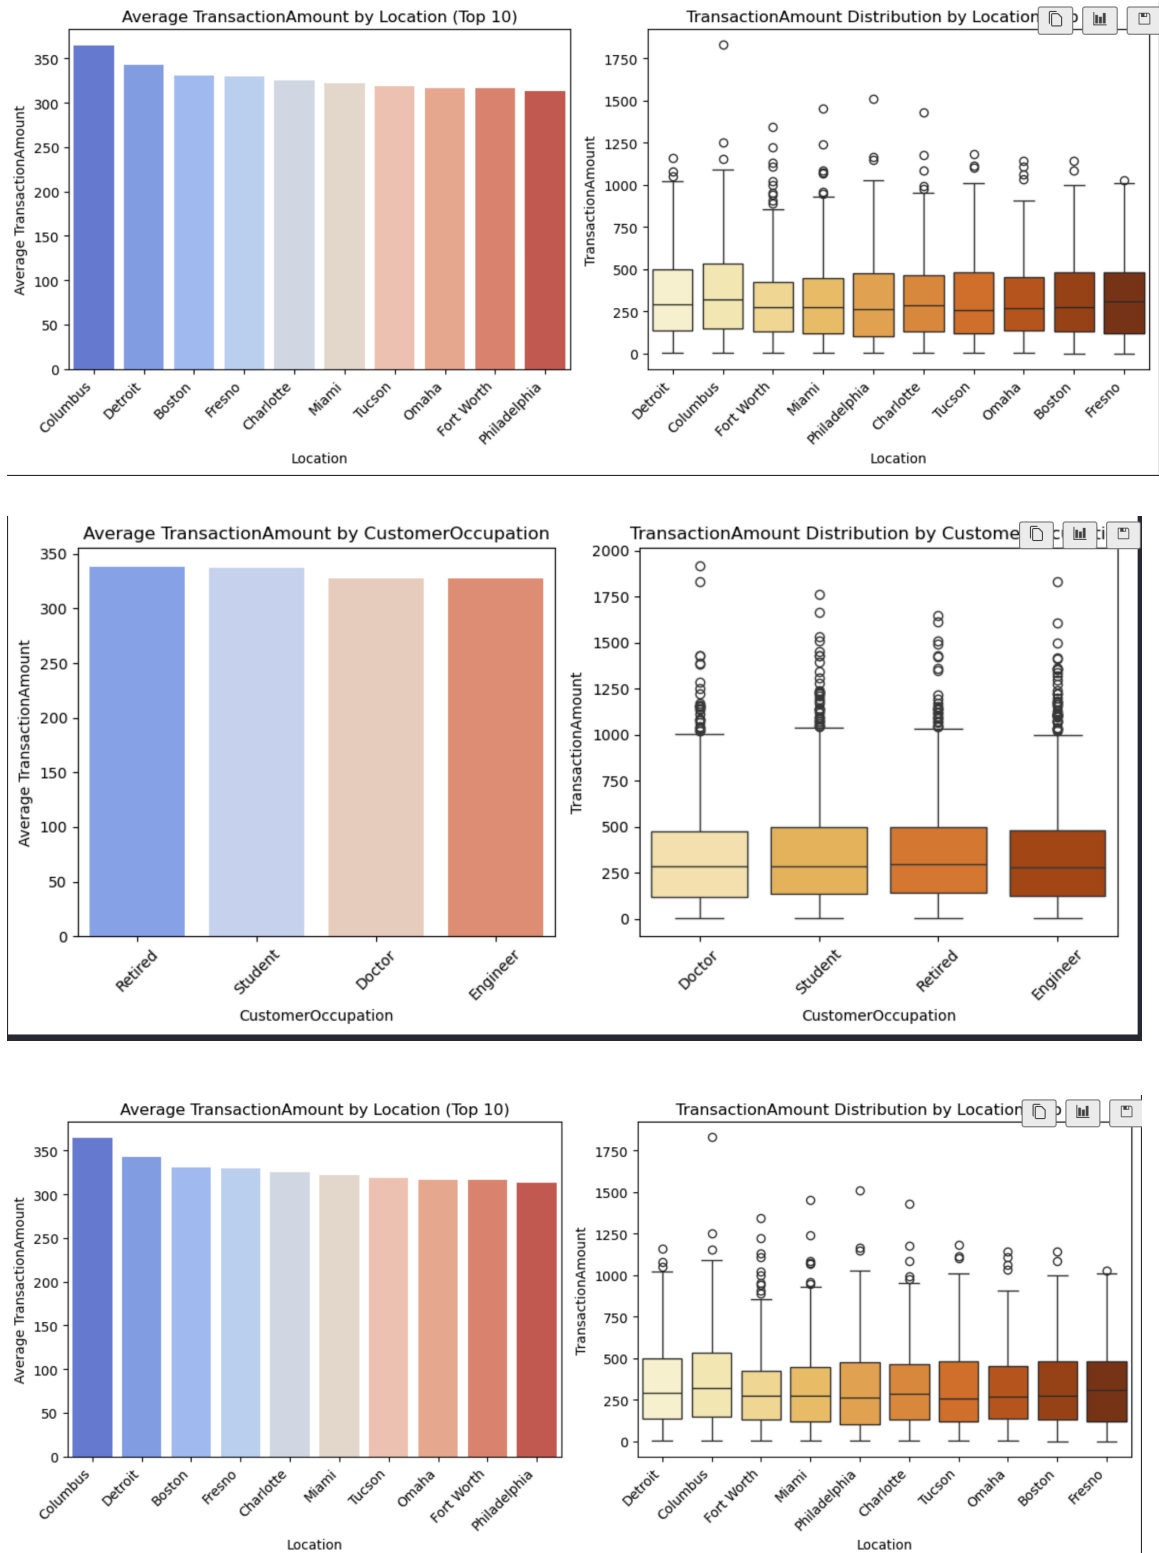 Average TransactionAmount by Location (Top 10)
Average TransactionAmount
350
300
250
200
150
100
50
0
Columbus
Detroit
Boston
Fresno
Charlotte
Miami
Tucson
Omaha
Fort Worth
Philadelphia
Location
TransactionAmount Distribution by Location
TransactionAmount
1750
1500
1250
1000
750
500
250
0
Detroit
Columbus
Fort Worth
Miami
Philadelphia
Charlotte
Tucson
Omaha
Boston
Fresno
Location
Average TransactionAmount by CustomerOccupation
Average TransactionAmount
350
300
250
200
150
100
50
0
Retired
Student
Doctor
Engineer
CustomerOccupation
TransactionAmount Distribution by
TransactionAmount
2000
1750
1500
1250
1000
750
500
250
0
Doctor
Student
Retired
Engineer
CustomerOccupation
Average TransactionAmount by Location (Top 10)
Average TransactionAmount
350
300
250
200
150
100
50
0
Columbus
Detroit
Boston
Fresno
Charlotte
Miami
Tucson
Omaha
Fort Worth
Philadelphia
Location
TransactionAmount Distribution by Location
TransactionAmount
1750
1500
1250
1000
750
500
250
0
Detroit
Columbus
Fort Worth
Miami
Philadelphia
Charlotte
Tucson
Omaha
Boston
Fresno
Location